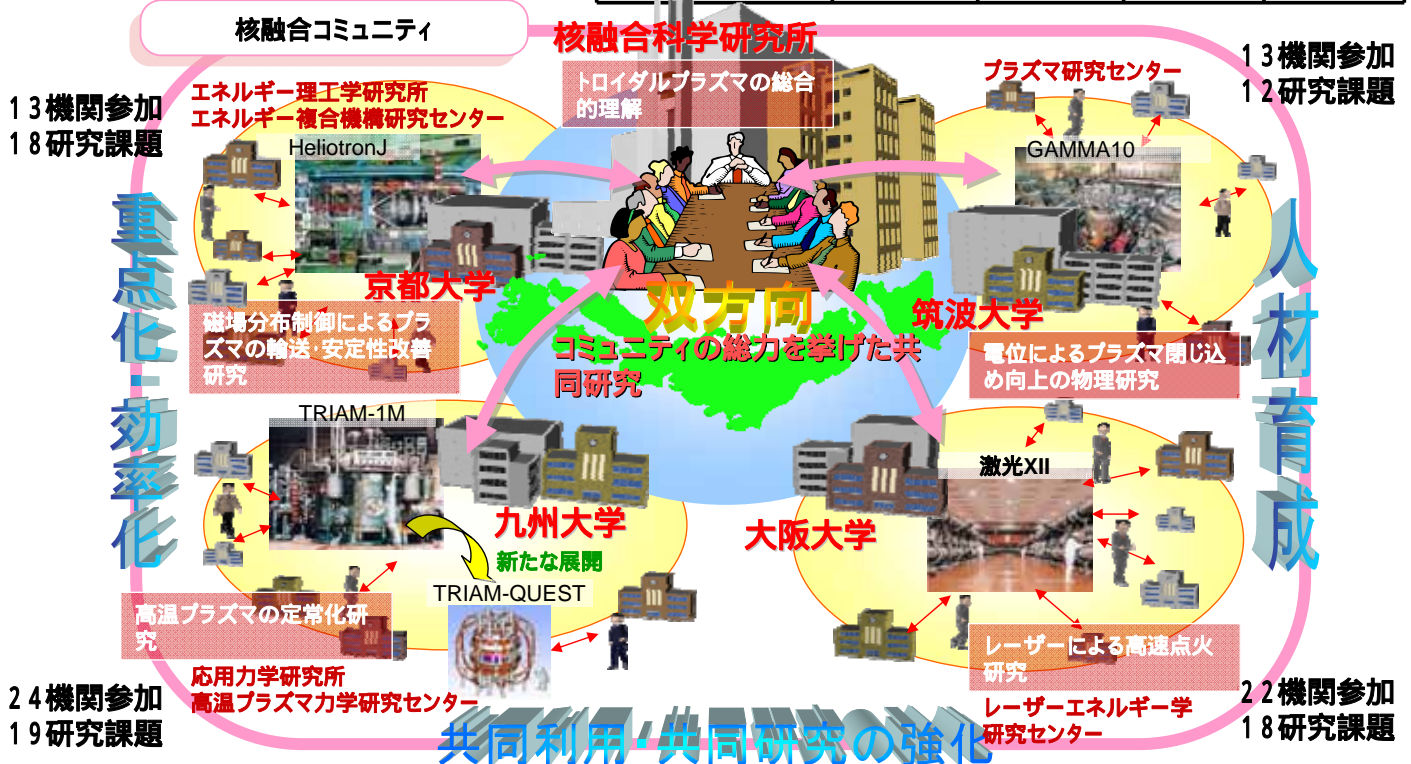 核融合コミュニティ
核融合科学研究所
トロイダルプラズマの総合
的理解
13機関参加
18研究課題
エネルギー理工学研究所
エネルギー複合機構研究センター
HeliotronJ
京都大学
磁場分布制御によるプラ
ズマの輸送・安定性改善
研究
プラズマ研究センター
13機関参加
12研究課題
GAMMA10
筑波大学
電位によるプラズマ閉じ込
め向上の物理研究
双方向
コミュニティの総力を挙げた共
同研究
重点化・効率化
人材育成
TRIAM-1M
九州大学
新たな展開
TRIAM-QUEST
高温プラズマの定常化研
究
応用力学研究所
高温プラズマ力学研究センター
24機関参加
19研究課題
激光XII
大阪大学
レーザーによる高速点火
研究
レーザーエネルギー学
研究センター
22機関参加
18研究課題
共同利用・共同研究の強化